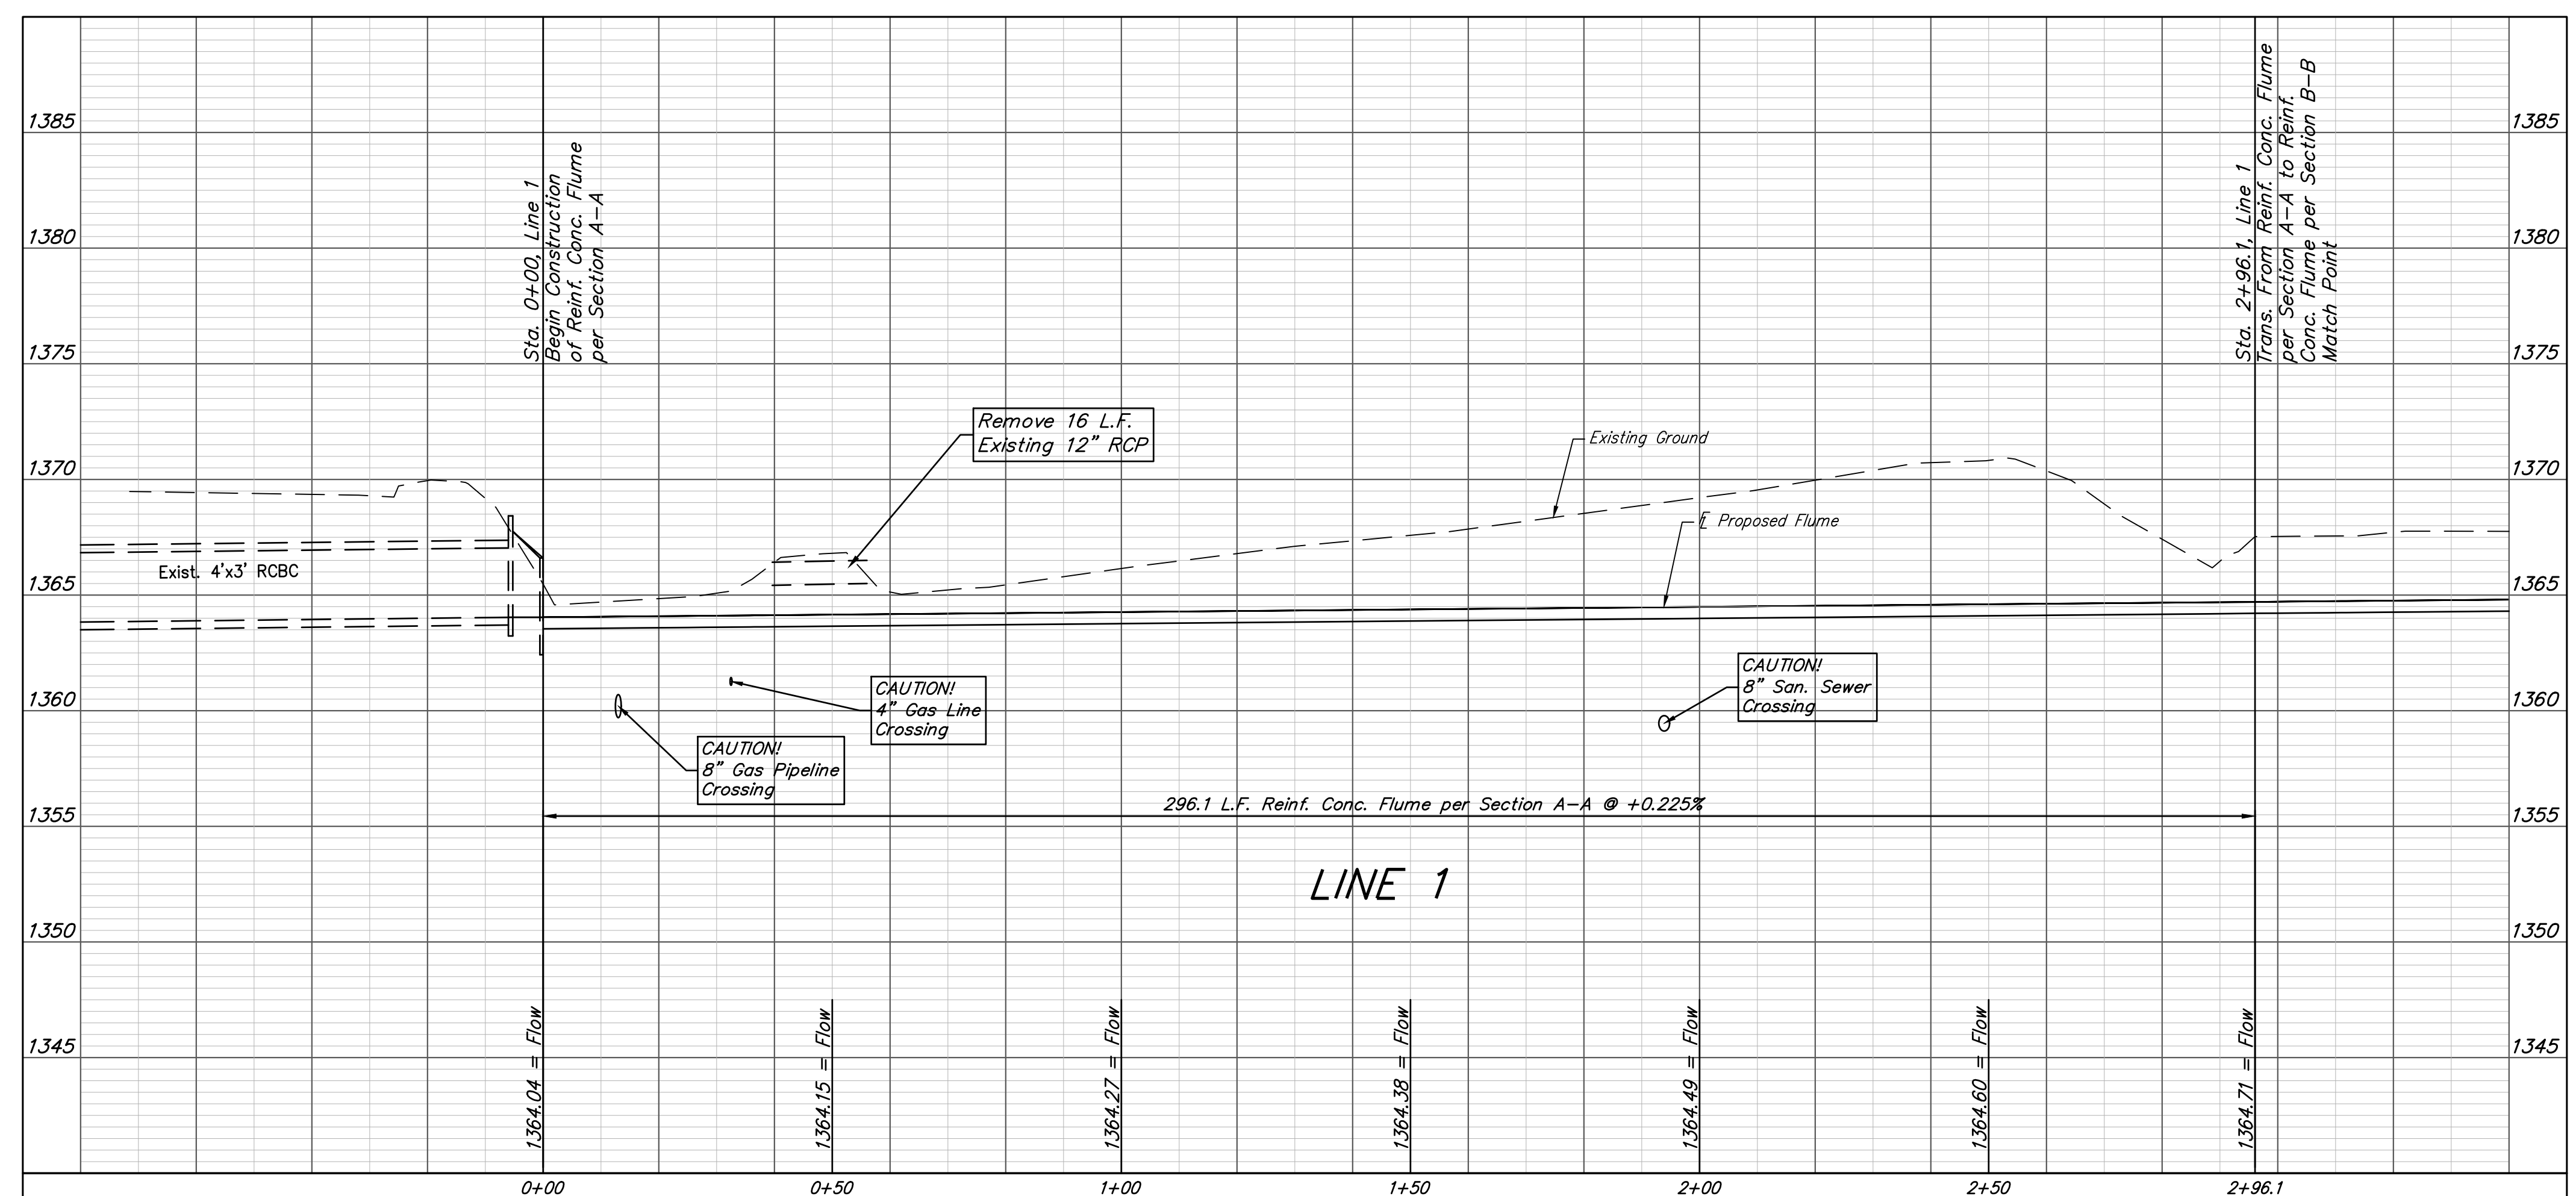 Sta. 0+00, Line 1
Begin Construction
of Reinf. Conc. Flume
per Section A-A
Sta. 2+96.1, Line 1
Trans. From Reinf. Conc. Flume
per Section A-A to Reinf.
Conc. Flume per Section B-B
Match Point
1385
1380
1375
1370
1365
1360
1355
1350
1345
1385
1380
1375
1370
1365
1360
1355
1350
1345
Remove 16 L.F.
Existing 12" RCP
Existing Ground
℄ Proposed Flume
Exist. 4'x3' RCBC
CAUTION!
8" Gas Pipeline
Crossing
CAUTION!
4" Gas Line
Crossing
CAUTION!
8" San. Sewer
Crossing
296.1 L.F. Reinf. Conc. Flume per Section A-A @ +0.225%
LINE 1
1364.04 = Flow
1364.15 = Flow
1364.27 = Flow
1364.38 = Flow
1364.49 = Flow
1364.60 = Flow
1364.71 = Flow
0+00
0+50
1+00
1+50
2+00
2+50
2+96.1